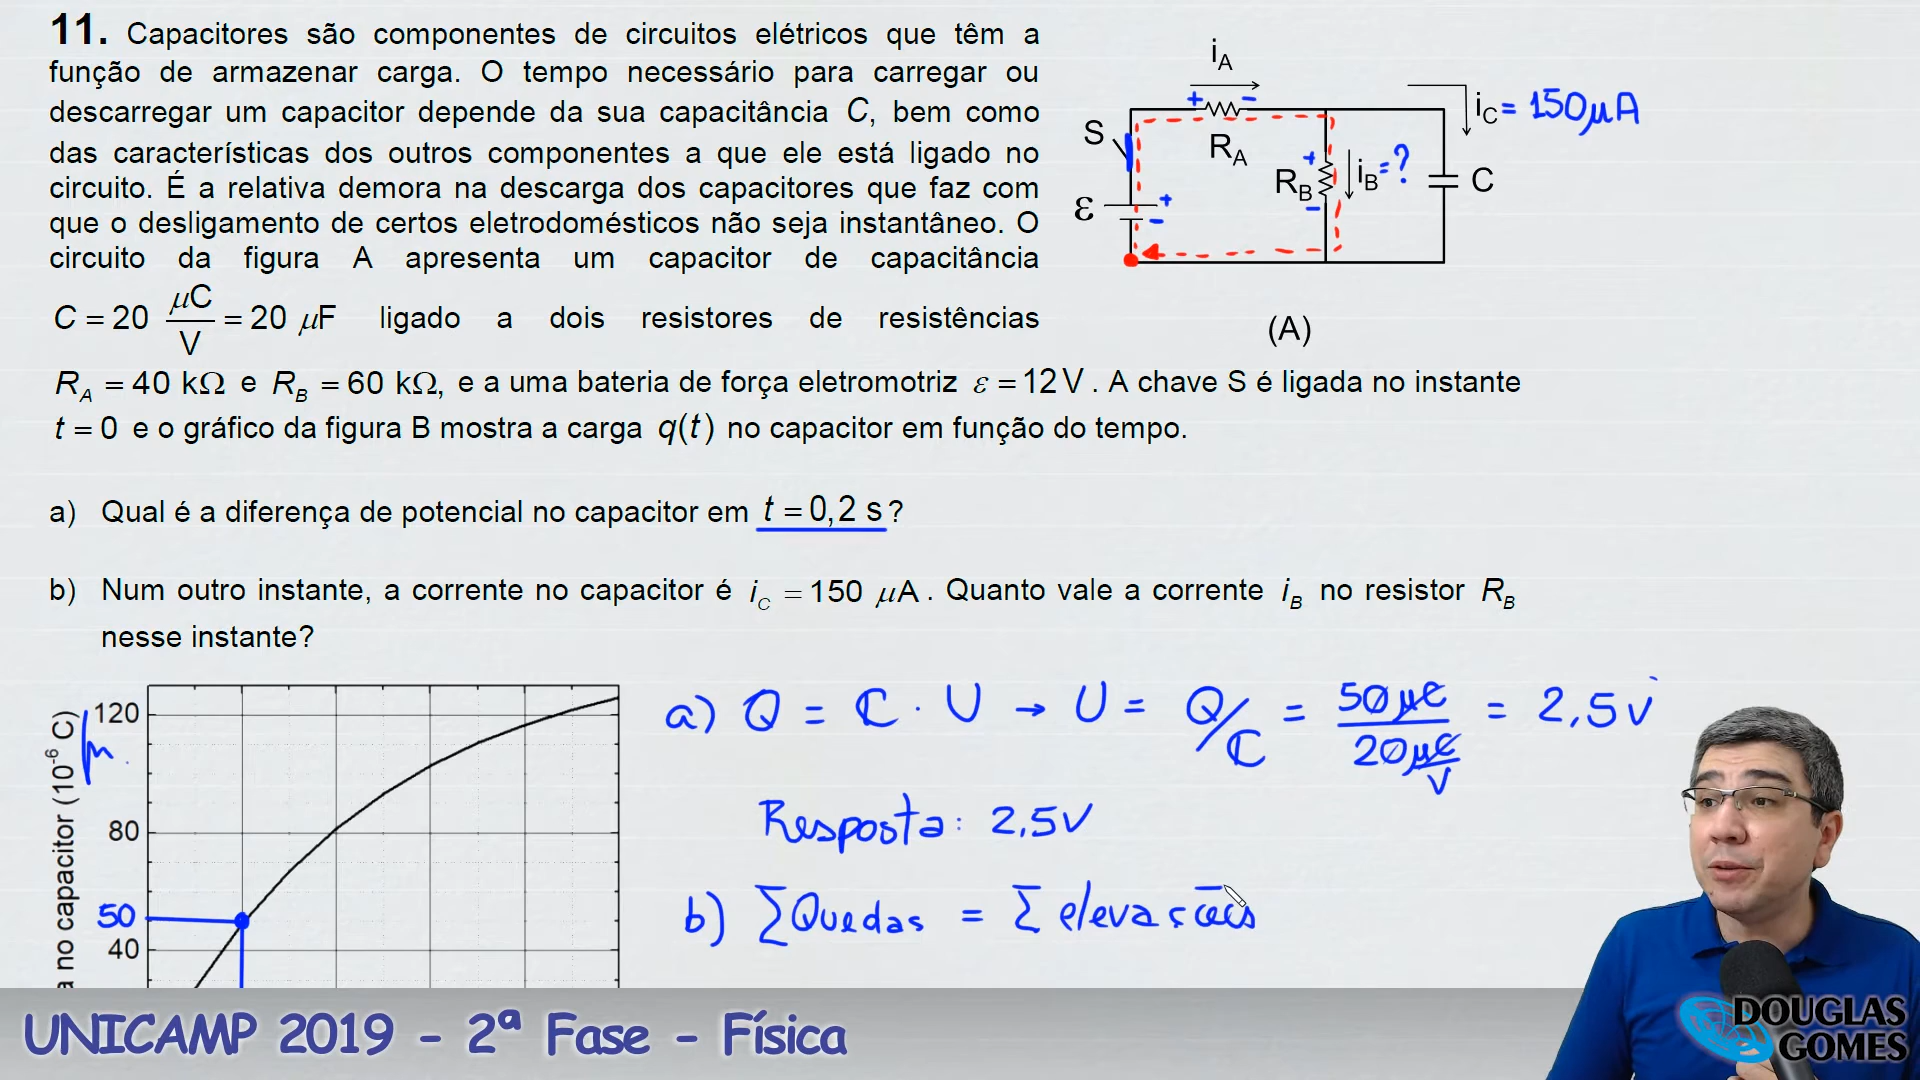 11. Capacitores são componentes de circuitos elétricos que têm a
função de armazenar carga. O tempo necessário para carregar ou
descarregar um capacitor depende da sua capacitância C, bem como
das características dos outros componentes a que ele está ligado no
circuito. É a relativa demora na descarga dos capacitores que faz com
que o desligamento de certos eletrodomésticos não seja instantâneo. O
circuito da figura A apresenta um capacitor de capacitância
C = 20 μC/V = 20 μF ligado a dois resistores de resistências
R_A = 40 kΩ e R_B = 60 kΩ, e a uma bateria de força eletromotriz ε = 12 V. A chave S é ligada no instante
t = 0 e o gráfico da figura B mostra a carga q(t) no capacitor em função do tempo.
i_A
+ -
S
R_A
i_C = 150 μA
+
R_B
-
i_B = ?
C
ε
+
-
(A)
a) Qual é a diferença de potencial no capacitor em t = 0,2 s?
b) Num outro instante, a corrente no capacitor é i_C = 150 μA. Quanto vale a corrente i_B no resistor R_B
nesse instante?
120
80
50
40
no capacitor (10⁻⁶ C)
μ
a) Q = C · U → U = Q/C = 50μC / 20μC/V = 2,5V
Resposta: 2,5V
b) ΣQuedas = Σ elevações
UNICAMP 2019 - 2ª Fase - Física
DOUGLAS
GOMES